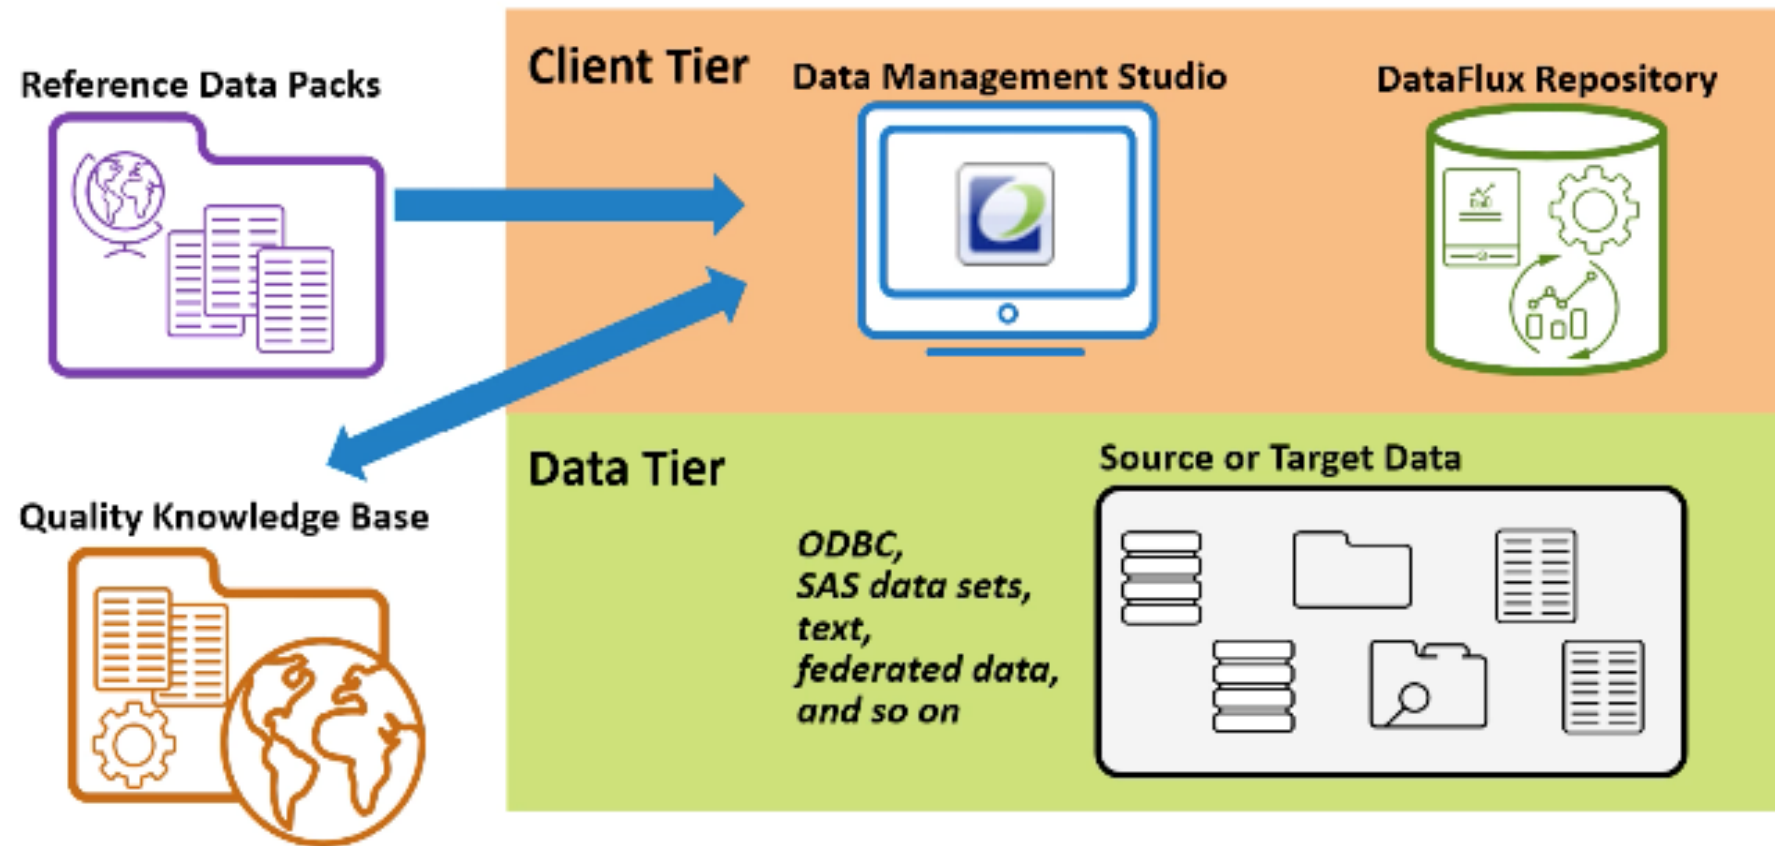 Reference Data Packs
Client Tier
Data Management Studio
DataFlux Repository
Quality Knowledge Base
Data Tier
Source or Target Data
ODBC,
SAS data sets,
text,
federated data,
and so on